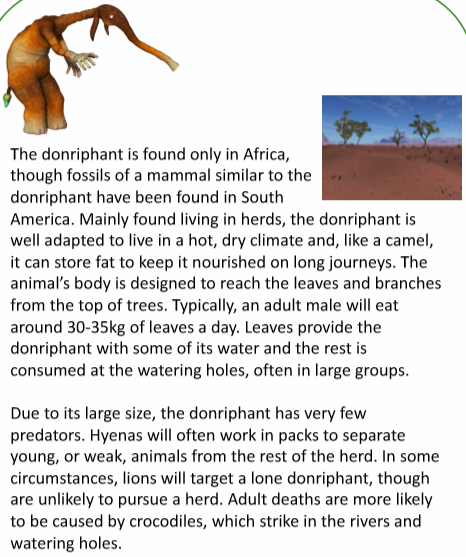 The donriphant is found only in Africa,
though fossils of a mammal similar to the
donriphant have been found in South
America. Mainly found living in herds, the donriphant is
well adapted to live in a hot, dry climate and, like a camel,
it can store fat to keep it nourished on long journeys. The
animal's body is designed to reach the leaves and branches
from the top of trees. Typically, an adult male will eat
around 30-35kg of leaves a day. Leaves provide the
donriphant with some of its water and the rest is
consumed at the watering holes, often in large groups.

Due to its large size, the donriphant has very few
predators. Hyenas will often work in packs to separate
young, or weak, animals from the rest of the herd. In some
circumstances, lions will target a lone donriphant, though
are unlikely to pursue a herd. Adult deaths are more likely
to be caused by crocodiles, which strike in the rivers and
watering holes.